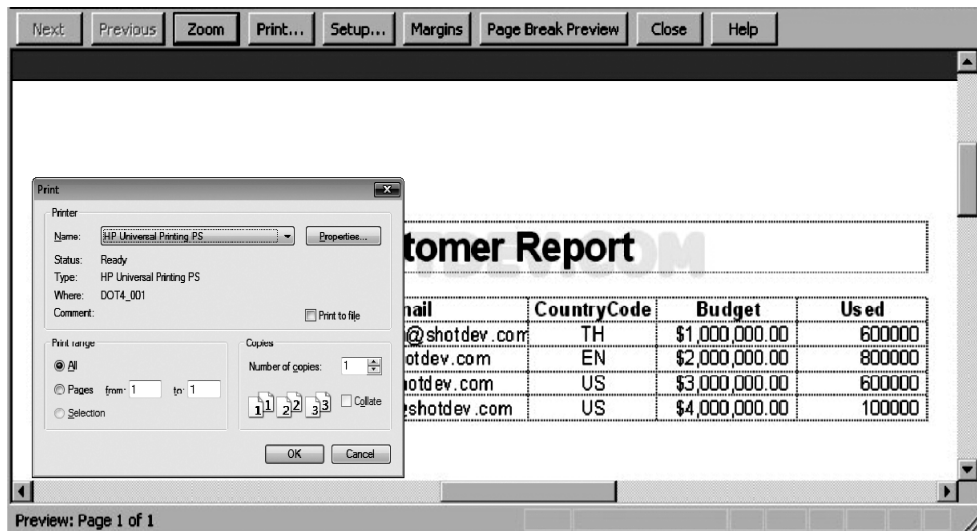 Next Previous Zoom Print... Setup... Margins Page Break Preview Close Help
Print
Printer
Name: HP Universal Printing PS Properties...
Status: Ready
Type: HP Universal Printing PS
Where: DOT4_001
Comment: Print to file
Print range
All
Pages from: 1 to: 1
Selection
Copies
Number of copies: 1
11 22 33 Collate
OK Cancel
tomer Report
nail CountryCode Budget Used
@shotdev.com TH $1,000,000.00 600000
otdev.com EN $2,000,000.00 800000
notdev.com US $3,000,000.00 600000
shotdev.com US $4,000,000.00 100000
Preview: Page 1 of 1